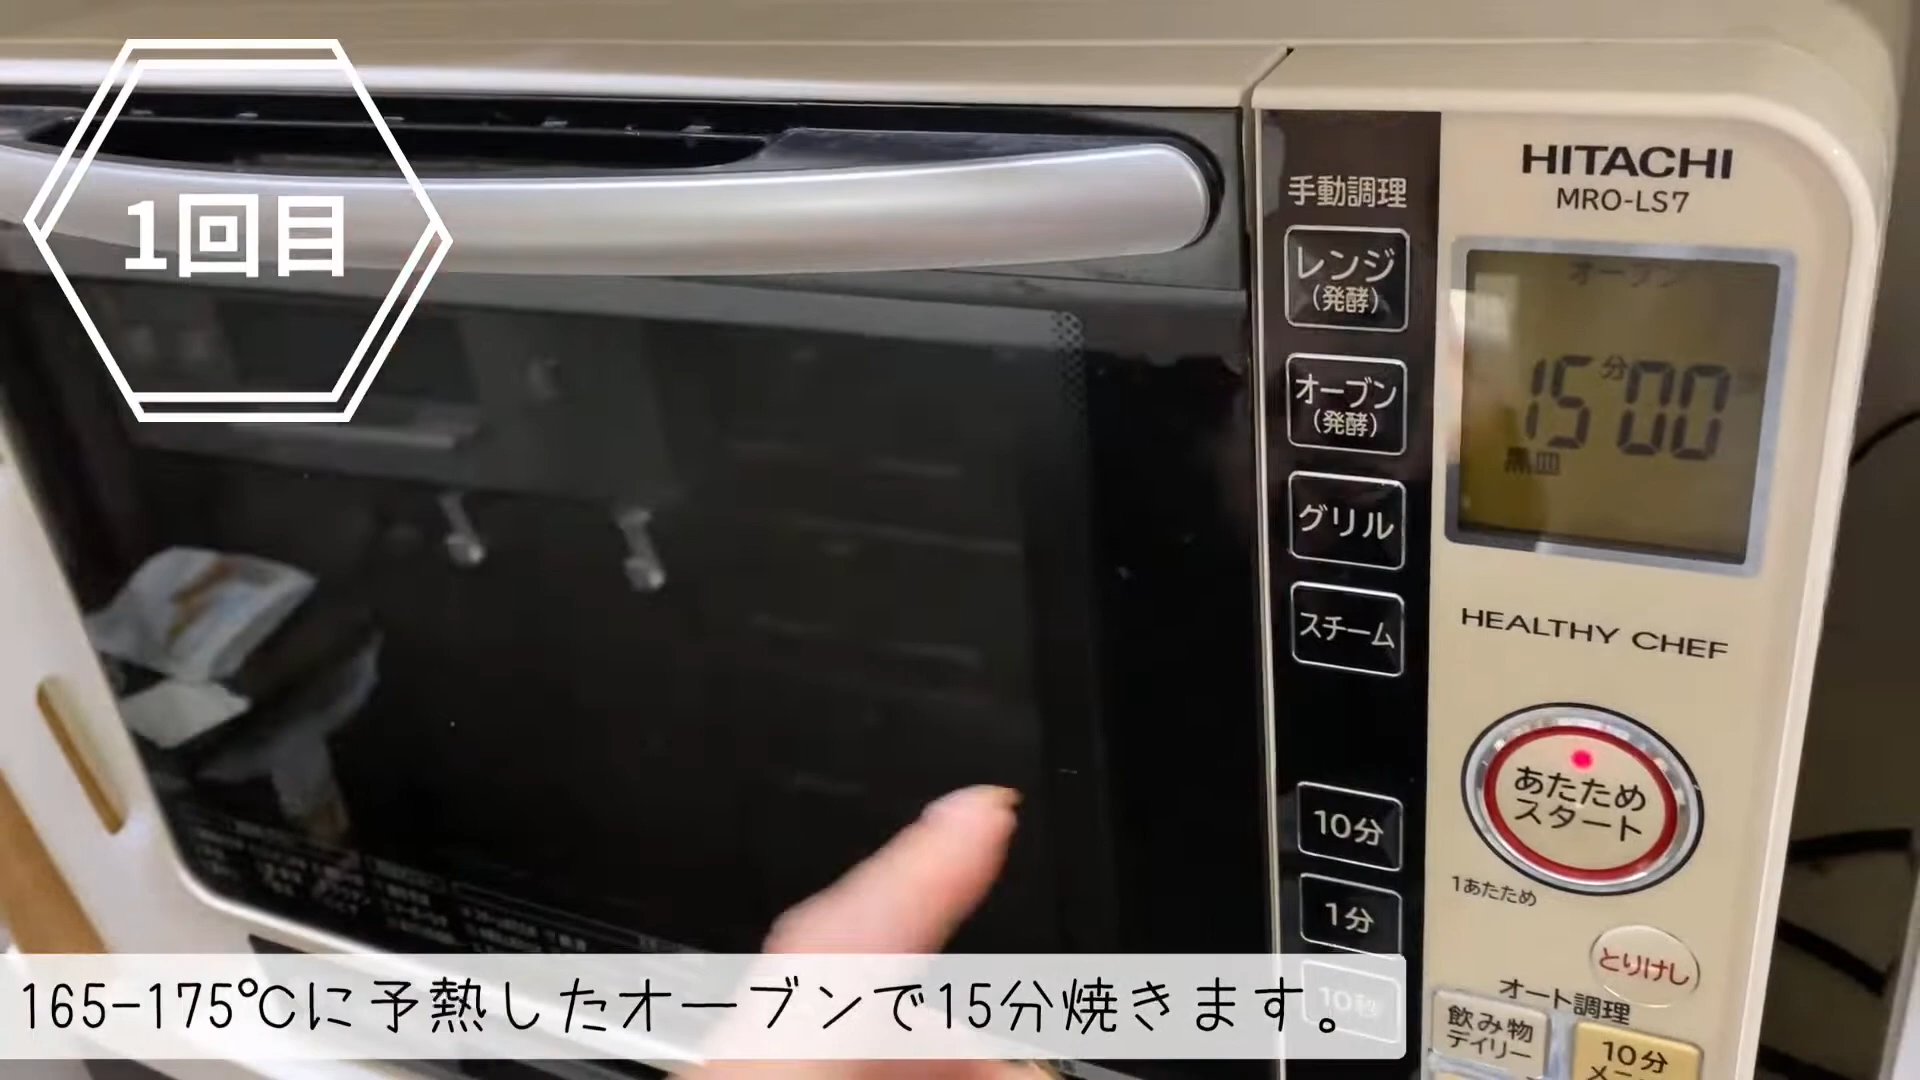 1回目
HITACHI
MRO-LS7
手動調理
レンジ
(発酵)
オーブン
(発酵)
グリル
スチーム
オーブン
15分00
黒皿
HEALTHY CHEF
あたため
スタート
1あたため
10分
1分
10秒
とりけし
オート調理
飲み物
デイリー
10分
165-175℃に予熱したオーブンで15分焼きます。